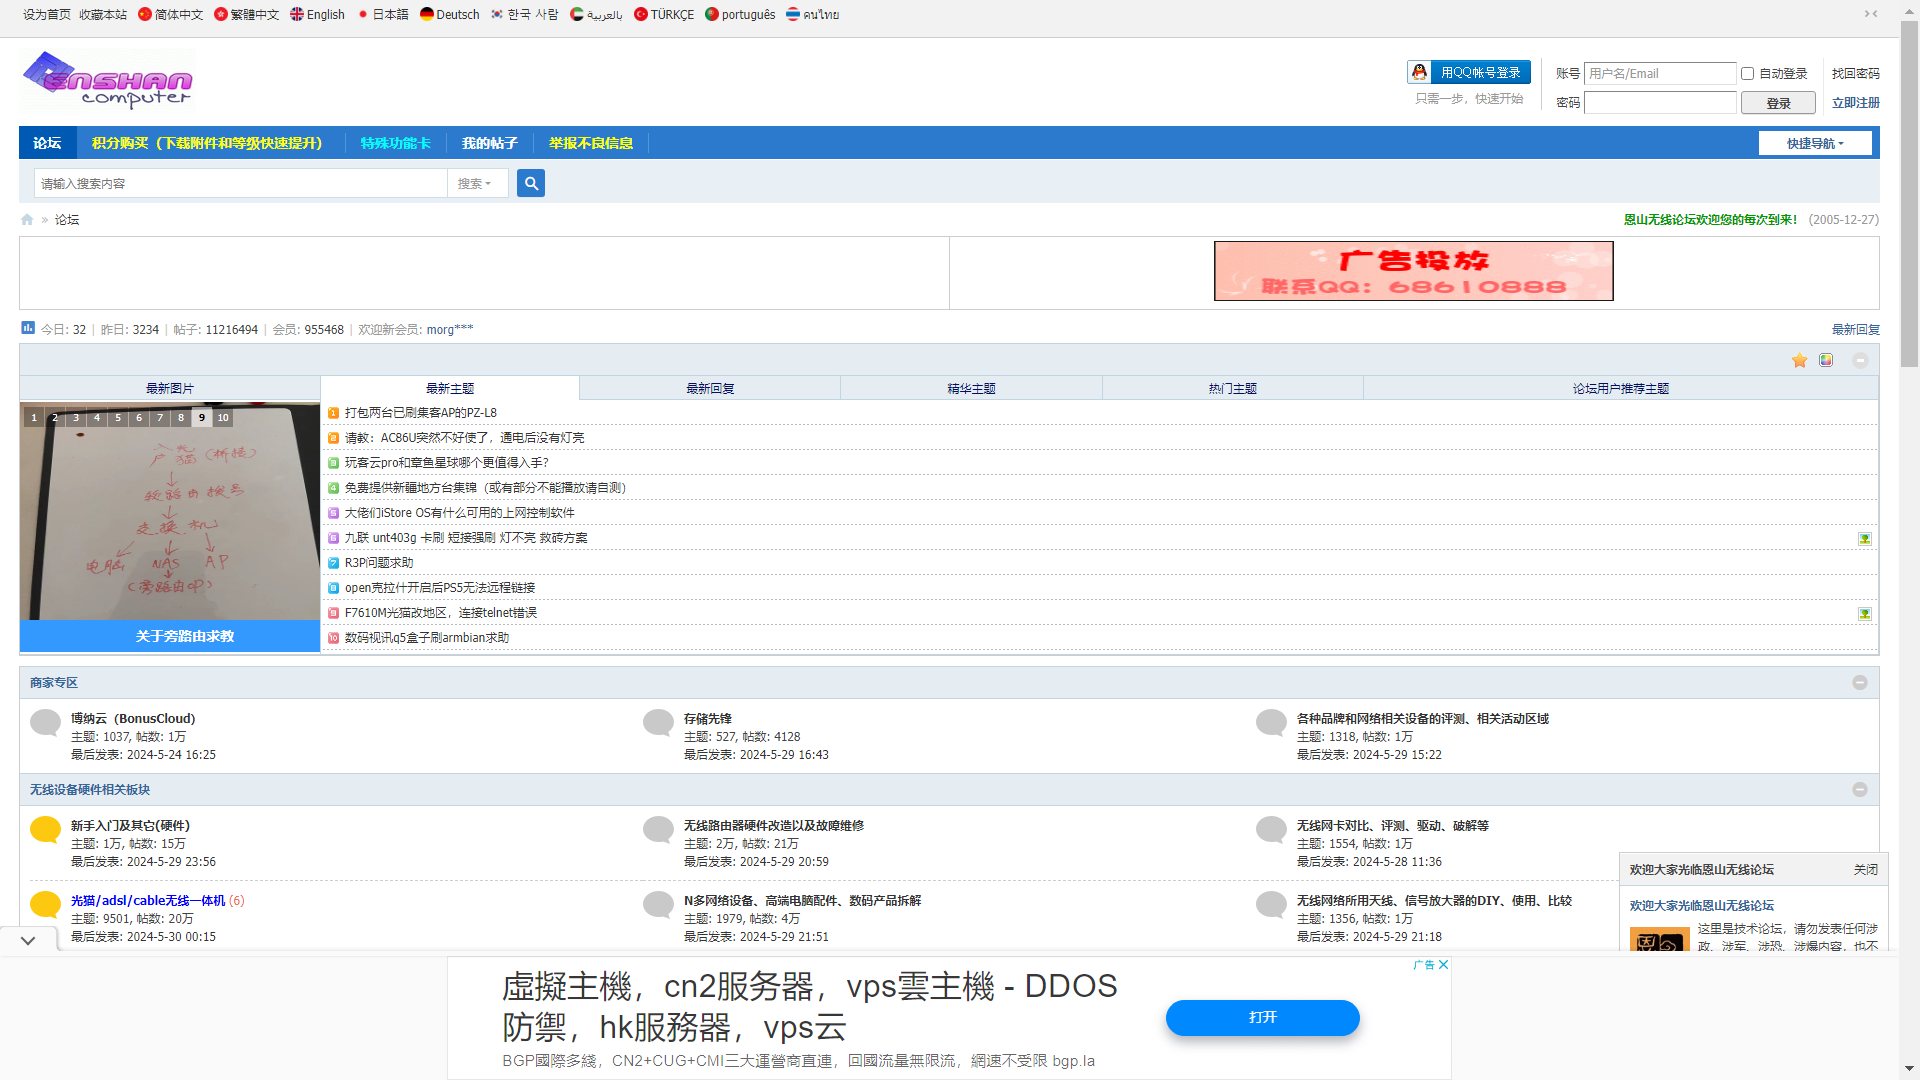 设为首页 收藏本站 简体中文 繁體中文 English 日本語 Deutsch 한국 사람 بالعربية TÜRKÇE português คนไทย
ENSHAN
computer
用QQ帐号登录
只需一步，快速开始
账号 用户名/Email 自动登录 找回密码
密码 登录 立即注册
论坛 积分购买（下载附件和等级快速提升） 特殊功能卡 我的帖子 举报不良信息 快捷导航
请输入搜索内容 搜索
» 论坛
恩山无线论坛欢迎您的每次到来！ (2005-12-27)
广告投放
联系QQ：68610888
今日: 32 | 昨日: 3234 | 帖子: 11216494 | 会员: 955468 | 欢迎新会员: morg***
最新回复
最新图片 最新主题 最新回复 精华主题 热门主题 论坛用户推荐主题
1 2 3 4 5 6 7 8 9 10
户 猫 (桥接)
交换机
电脑 NAS AP
(旁路由OP)
关于旁路由求教
1 打包两台已刷集客AP的PZ-L8
2 请教：AC86U突然不好使了，通电后没有灯亮
3 玩客云pro和章鱼星球哪个更值得入手?
4 免费提供新疆地方台集锦（或有部分不能播放请自测）
5 大佬们iStore OS有什么可用的上网控制软件
6 九联 unt403g 卡刷 短接强刷 灯不亮 救砖方案
7 R3P问题求助
8 open克拉什开启后PS5无法远程链接
9 F7610M光猫改地区，连接telnet错误
10 数码视讯q5盒子刷armbian求助
商家专区
博纳云（BonusCloud）
主题: 1037, 帖数: 1万
最后发表: 2024-5-24 16:25
存储先锋
主题: 527, 帖数: 4128
最后发表: 2024-5-29 16:43
各种品牌和网络相关设备的评测、相关活动区域
主题: 1318, 帖数: 1万
最后发表: 2024-5-29 15:22
无线设备硬件相关板块
新手入门及其它(硬件)
主题: 1万, 帖数: 15万
最后发表: 2024-5-29 23:56
无线路由器硬件改造以及故障维修
主题: 2万, 帖数: 21万
最后发表: 2024-5-29 20:59
无线网卡对比、评测、驱动、破解等
主题: 1554, 帖数: 1万
最后发表: 2024-5-28 11:36
光猫/adsl/cable无线一体机 (6)
主题: 9501, 帖数: 20万
最后发表: 2024-5-30 00:15
N多网络设备、高端电脑配件、数码产品拆解
主题: 1979, 帖数: 4万
最后发表: 2024-5-29 21:51
无线网络所用天线、信号放大器的DIY、使用、比较
主题: 1356, 帖数: 1万
最后发表: 2024-5-29 21:18
欢迎大家光临恩山无线论坛 关闭
欢迎大家光临恩山无线论坛
这里是技术论坛，请勿发表任何涉
政、涉军、涉恐、涉爆内容，也不
广告
虛擬主機，cn2服务器，vps雲主機 - DDOS
防禦，hk服務器，vps云
BGP國際多綫，CN2+CUG+CMI三大運營商直連，回國流量無限流，網速不受限 bgp.la
打开